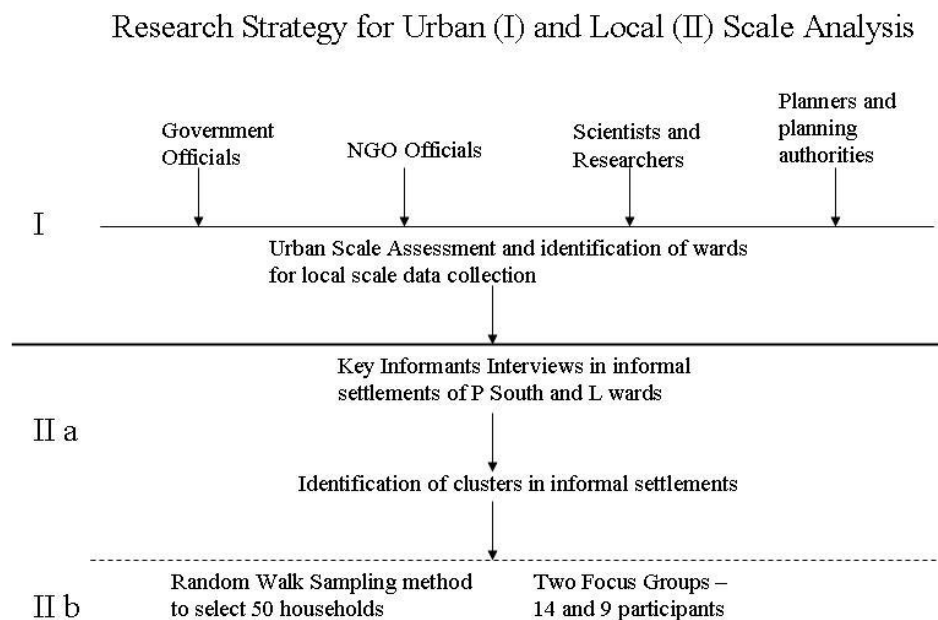 Research Strategy for Urban (I) and Local (II) Scale Analysis
Government
Officials
NGO Officials
Scientists and
Researchers
Planners and
planning
authorities
I
Urban Scale Assessment and identification of wards
for local scale data collection
Key Informants Interviews in informal
settlements of P South and L wards
II a
Identification of clusters in informal settlements
II b
Random Walk Sampling method
to select 50 households
Two Focus Groups –
14 and 9 participants